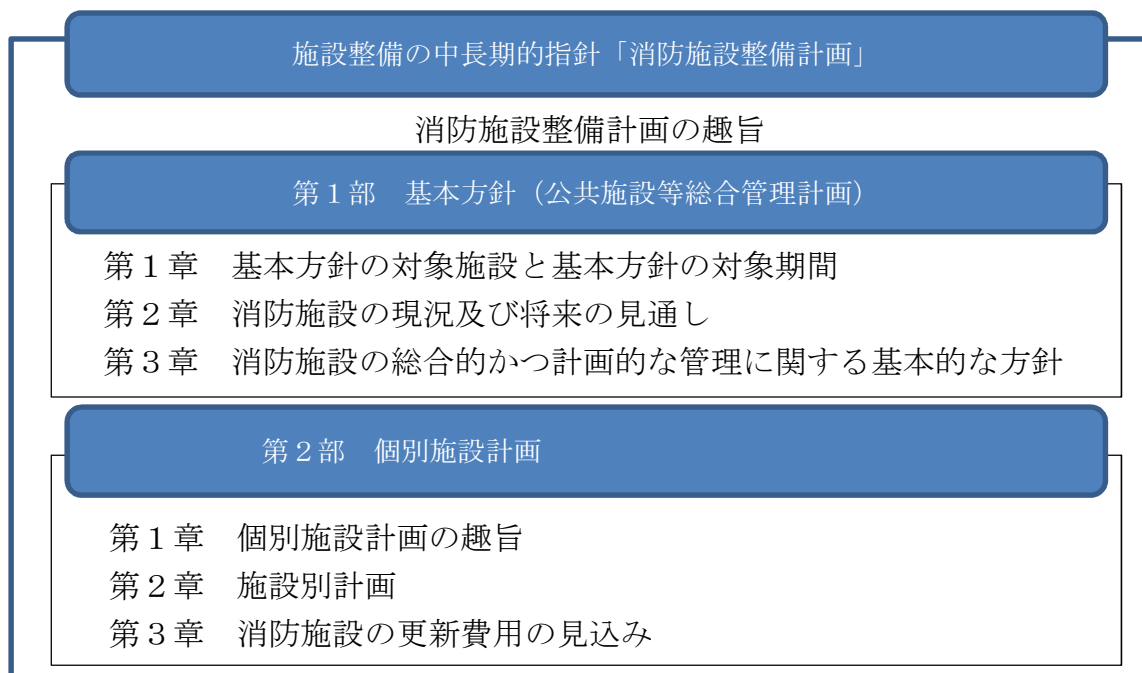 施設整備の中長期的指針「消防施設整備計画」
消防施設整備計画の趣旨
第１部　基本方針（公共施設等総合管理計画）
第１章　基本方針の対象施設と基本方針の対象期間
第２章　消防施設の現況及び将来の見通し
第３章　消防施設の総合的かつ計画的な管理に関する基本的な方針
第２部　個別施設計画
第１章　個別施設計画の趣旨
第２章　施設別計画
第３章　消防施設の更新費用の見込み